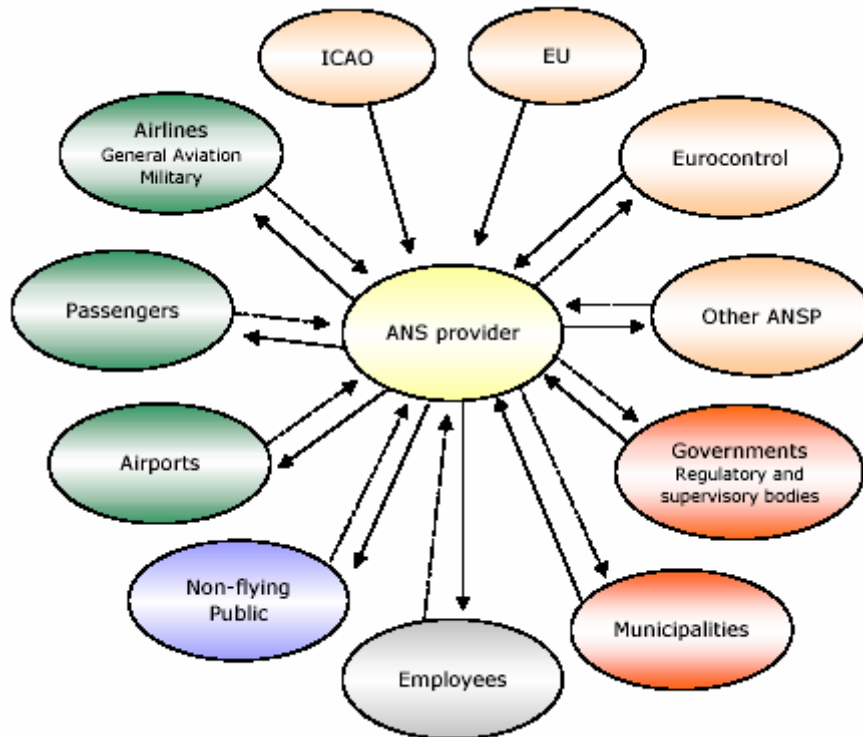 ICAO
EU
Airlines
General Aviation
Military
Eurocontrol
Passengers
ANS provider
Other ANSP
Airports
Governments
Regulatory and
supervisory bodies
Non-flying
Public
Employees
Municipalities